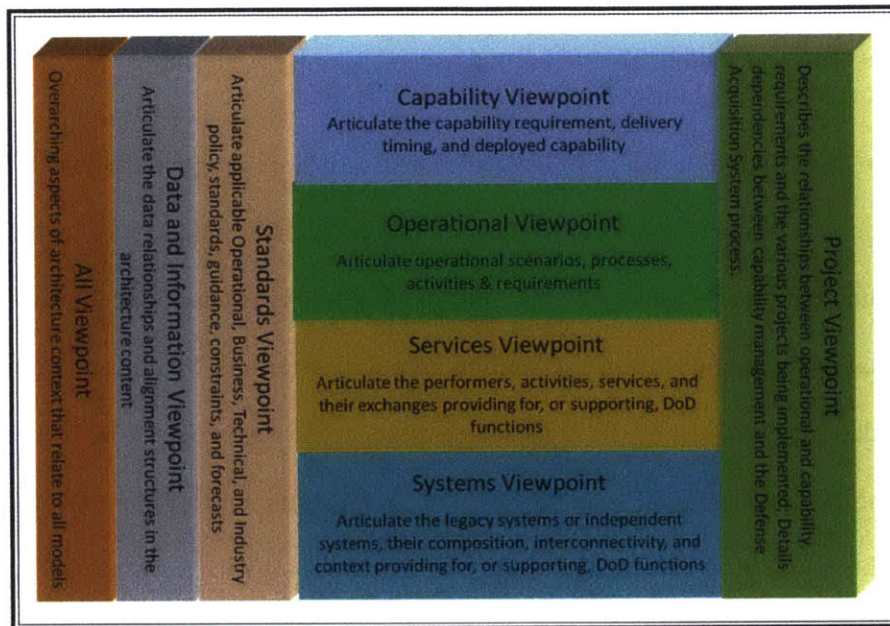 All Viewpoint
Overarching aspects of architecture context that relate to all models
Data and Information Viewpoint
Articulate the data relationships and alignment structures in the
architecture content
Standards Viewpoint
Articulate applicable Operational, Business, Technical, and Industry
policy, standards, guidance, constraints, and forecasts
Capability Viewpoint
Articulate the capability requirement, delivery
timing, and deployed capability
Operational Viewpoint
Articulate operational scenarios, processes,
activities & requirements
Services Viewpoint
Articulate the performers, activities, services, and
their exchanges providing for, or supporting, DoD
functions
Systems Viewpoint
Articulate the legacy systems or independent
systems, their composition, interconnectivity, and
context providing for, or supporting, DoD functions
Project Viewpoint
Describes the relationships between operational and capability
requirements and the various projects being implemented; Details
dependencies between capability management and the Defense
Acquisition System process.